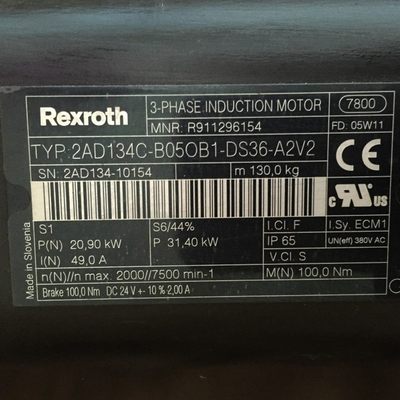 Rexroth
3-PHASE INDUCTION MOTOR
7800
MNR: R911296154
FD: 05W11
TYP:2AD134C-B05OB1-DS36-A2V2
CE
SN: 2AD134-10154
m 130,0 kg
c RU US
S1
S6/44%
I.Cl. F
I.Sy. ECM1
P(N) 20,90 kW
P 31,40 kW
IP 65
UN(eff) 380V AC
I(N) 49,0 A
V.Cl. S
n(N)//n max. 2000//7500 min-1
M(N) 100,0 Nm
Brake 100,0 Nm DC 24 V +- 10 % 2,00 A
Made in Slovenia